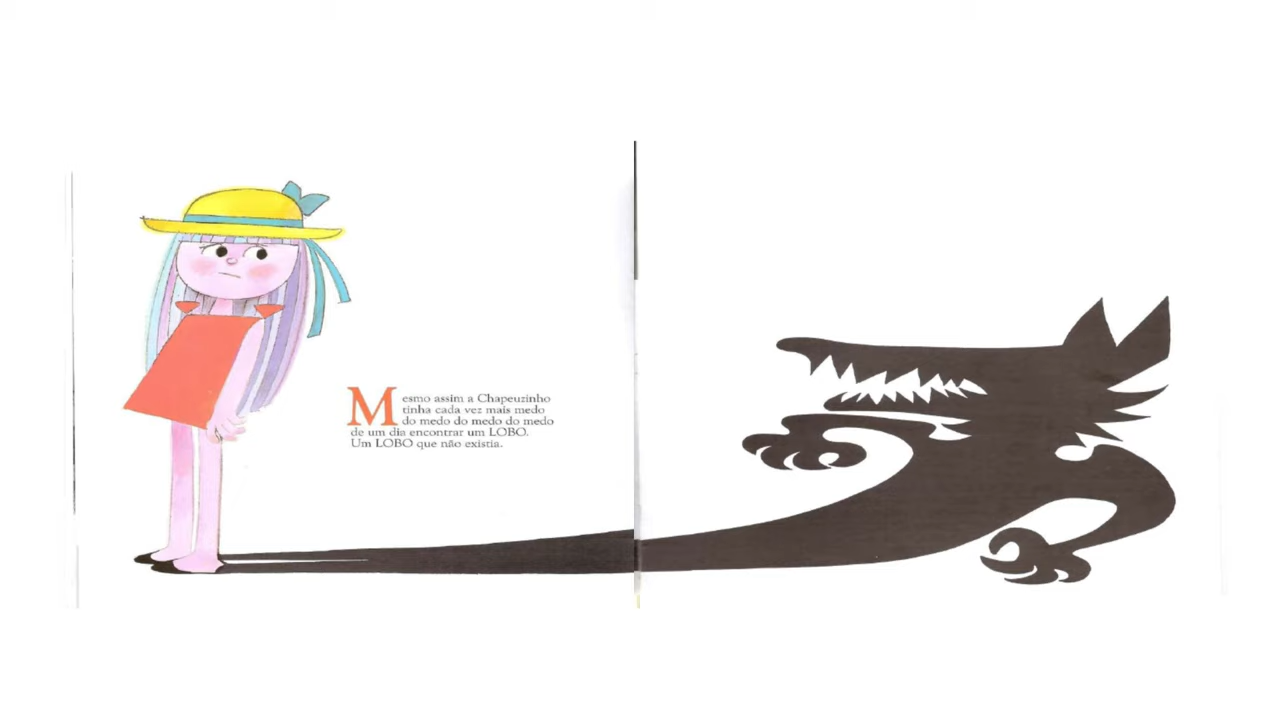 Mesmo assim a Chapeuzinho
tinha cada vez mais medo
do medo do medo do medo
de um dia encontrar um LOBO.
Um LOBO que não existia.